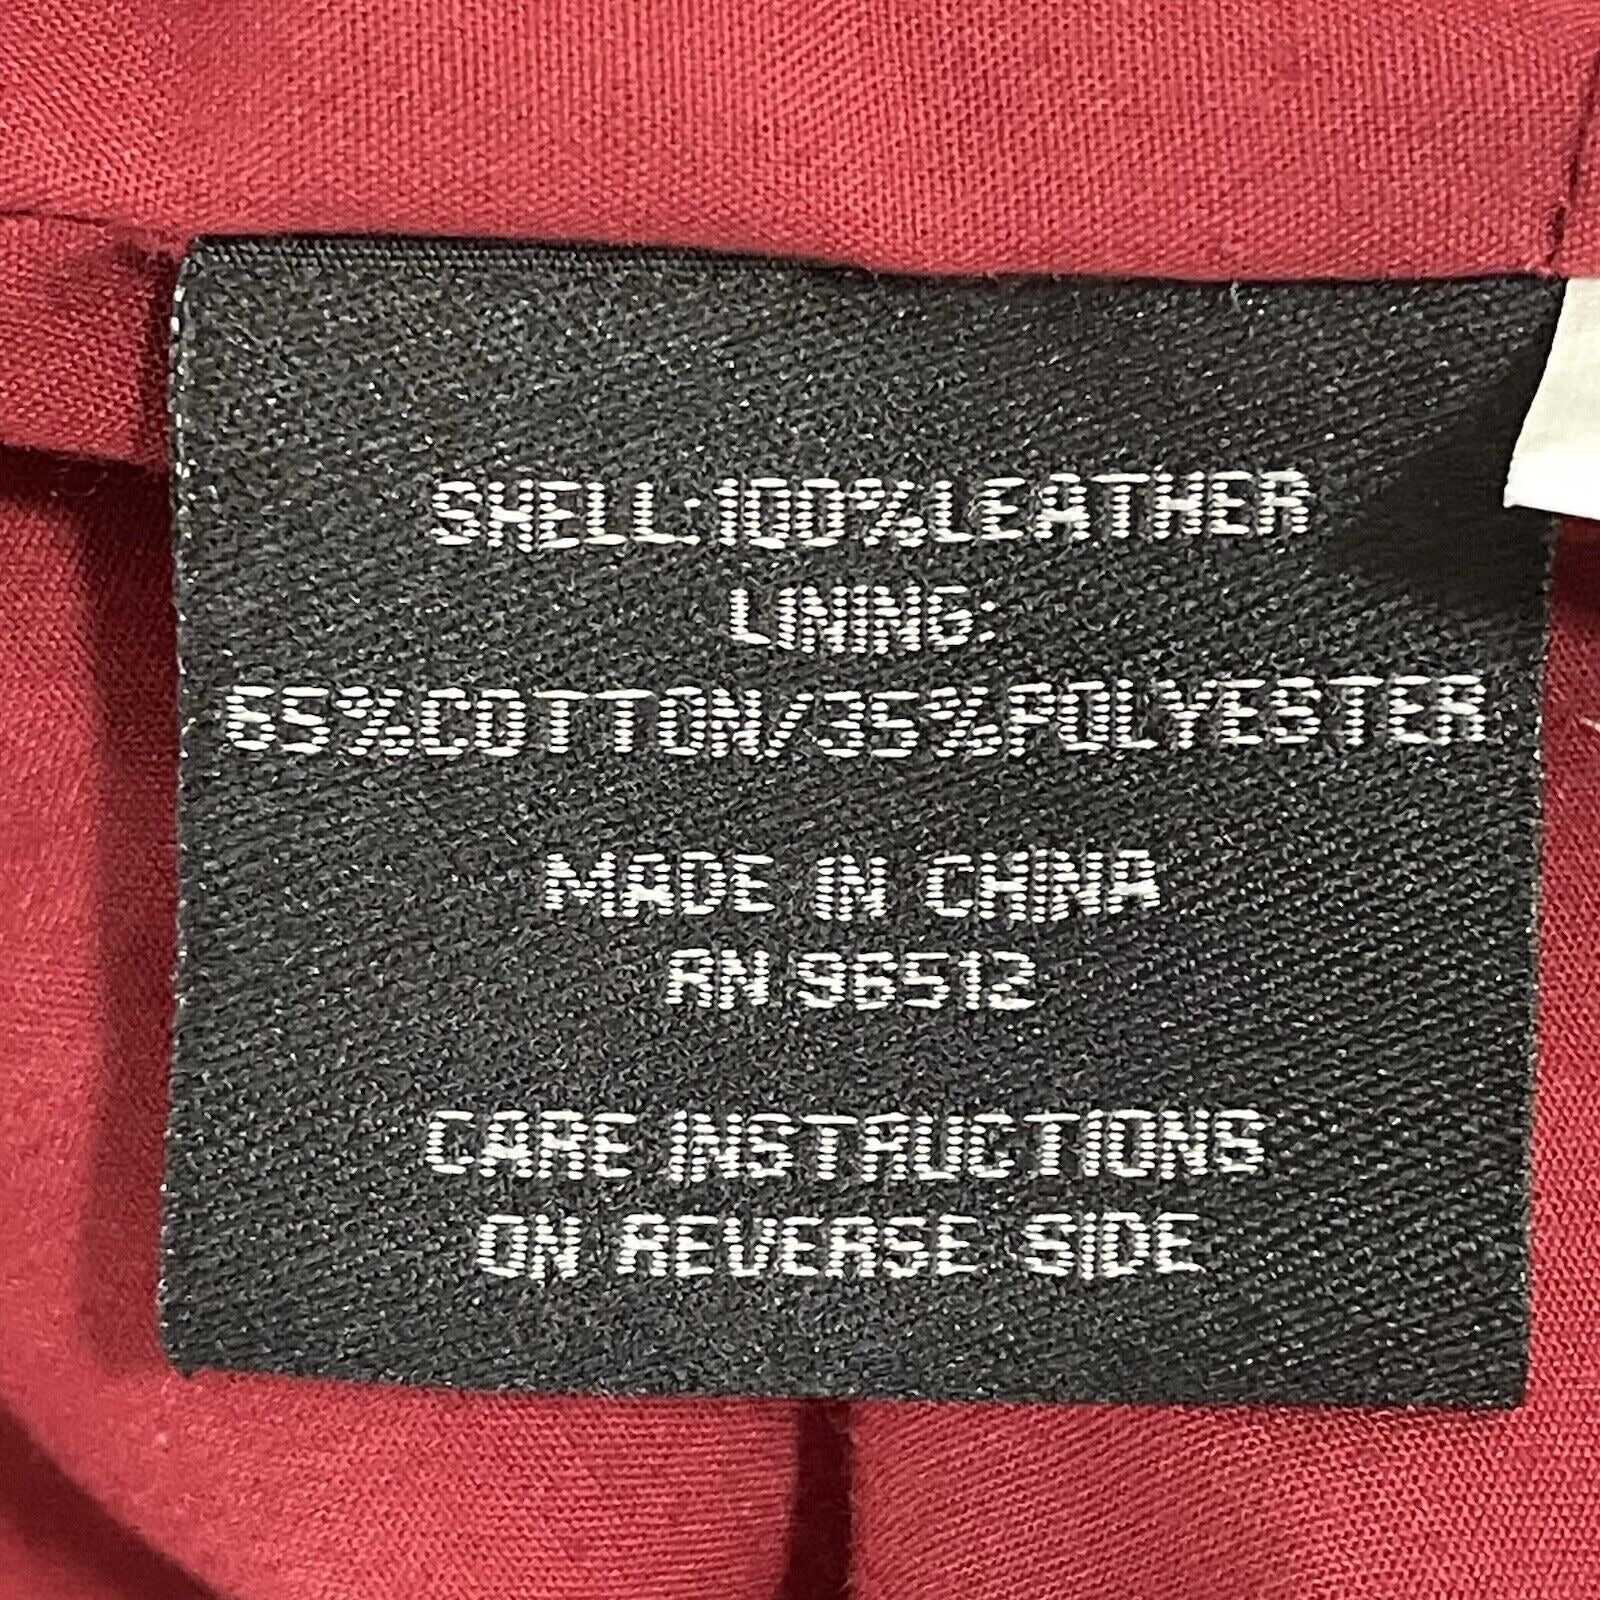 SHELL:100%LEATHER
LINING:
65%COTTON/35%POLYESTER
MADE IN CHINA
RN 96512
CARE INSTRUCTIONS
ON REVERSE SIDE